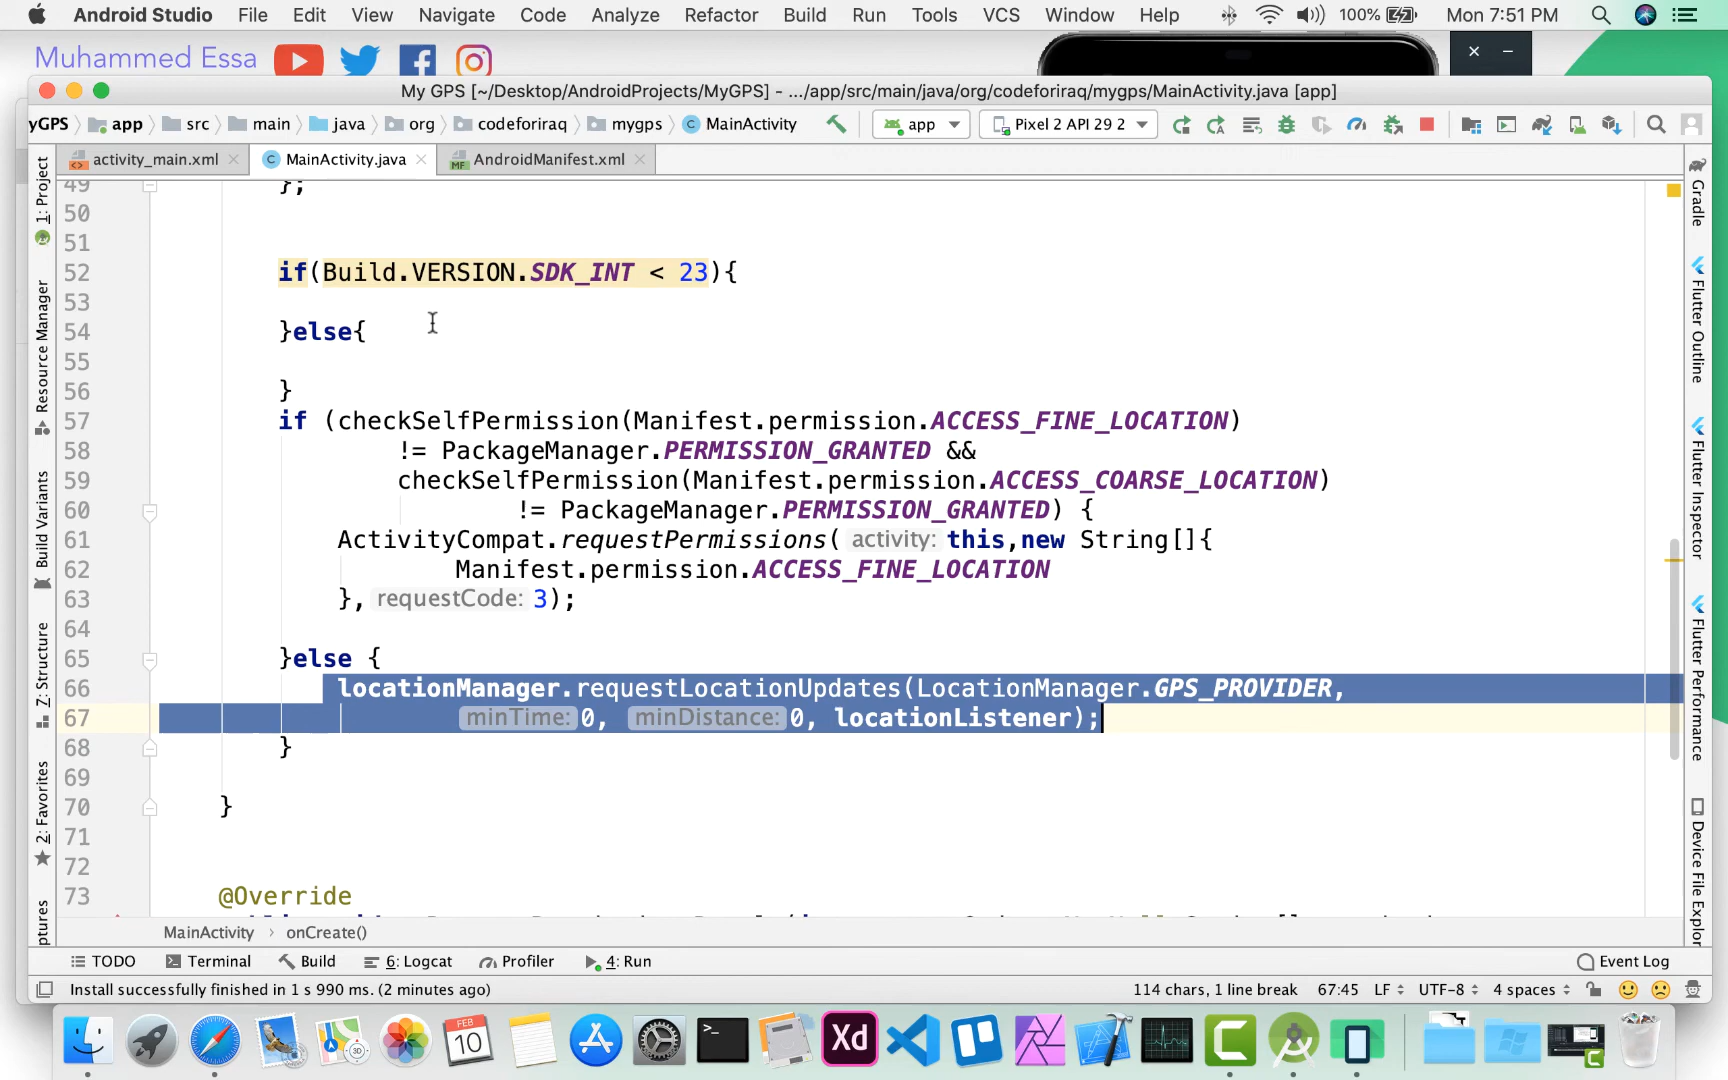 Android Studio File Edit View Navigate Code Analyze Refactor Build Run Tools VCS Window Help 100% Mon 7:51 PM
Muhammed Essa
My GPS [~/Desktop/AndroidProjects/MyGPS] - .../app/src/main/java/org/codeforiraq/mygps/MainActivity.java [app]
yGPS app src main java org codeforiraq mygps MainActivity app Pixel 2 API 29 2
activity_main.xml MainActivity.java AndroidManifest.xml
49 };
50
51
52 if(Build.VERSION.SDK_INT < 23){
53
54 }else{
55
56 }
57 if (checkSelfPermission(Manifest.permission.ACCESS_FINE_LOCATION)
58 != PackageManager.PERMISSION_GRANTED &&
59 checkSelfPermission(Manifest.permission.ACCESS_COARSE_LOCATION)
60 != PackageManager.PERMISSION_GRANTED) {
61 ActivityCompat.requestPermissions( activity: this,new String[]{
62 Manifest.permission.ACCESS_FINE_LOCATION
63 }, requestCode: 3);
64
65 }else {
66 locationManager.requestLocationUpdates(LocationManager.GPS_PROVIDER,
67 minTime: 0, minDistance: 0, locationListener);
68 }
69
70 }
71
72
73 @Override
1: Project
Resource Manager
Build Variants
Z: Structure
2: Favorites
ptures
Gradle
Flutter Outline
Flutter Inspector
Flutter Performance
Device File Explor
MainActivity › onCreate()
TODO Terminal Build 6: Logcat Profiler 4: Run Event Log
Install successfully finished in 1 s 990 ms. (2 minutes ago) 114 chars, 1 line break 67:45 LF UTF-8 4 spaces
FEB
10
3D
Xd